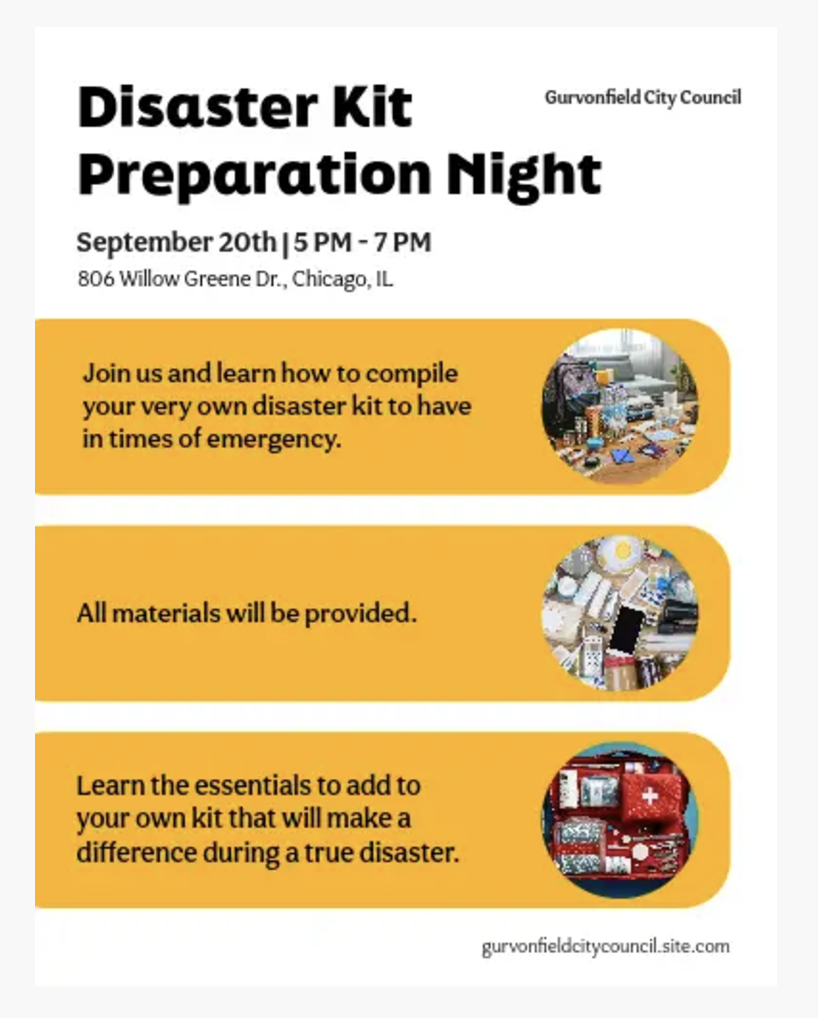 Disaster Kit
Preparation Night
Gurvonfield City Council
September 20th | 5 PM - 7 PM
806 Willow Greene Dr., Chicago, IL
Join us and learn how to compile
your very own disaster kit to have
in times of emergency.
All materials will be provided.
Learn the essentials to add to
your own kit that will make a
difference during a true disaster.
gurvonfieldcitycouncil.site.com